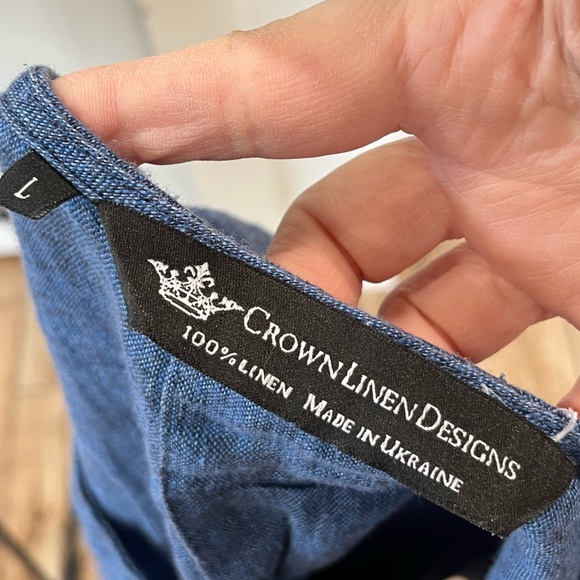 L
CROWN LINEN DESIGNS
100% LINEN MADE IN UKRAINE